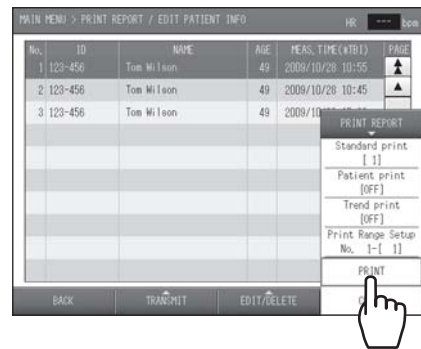 MAIN MENU > PRINT REPORT / EDIT PATIENT INFO HR --- bpm
No. ID NAME AGE MEAS. TIME(*TBI) PAGE
1 123-456 Tom Wilson 49 2009/10/28 10:55
2 123-456 Tom Wilson 49 2009/10/28 10:45
3 123-456 Tom Wilson 49 2009/10
PRINT REPORT
Standard print
[ 1]
Patient print
[OFF]
Trend print
[OFF]
Print Range Setup
No. 1-[ 1]
PRINT
BACK TRANSMIT EDIT/DELETE